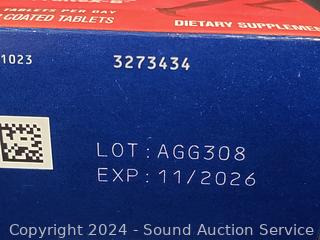 TABLETS PER DAY
COATED TABLETS
DIETARY SUPPLEMENT
1023 3273434
LOT: AGG308
EXP: 11/2026
Copyright 2024 - Sound Auction Service